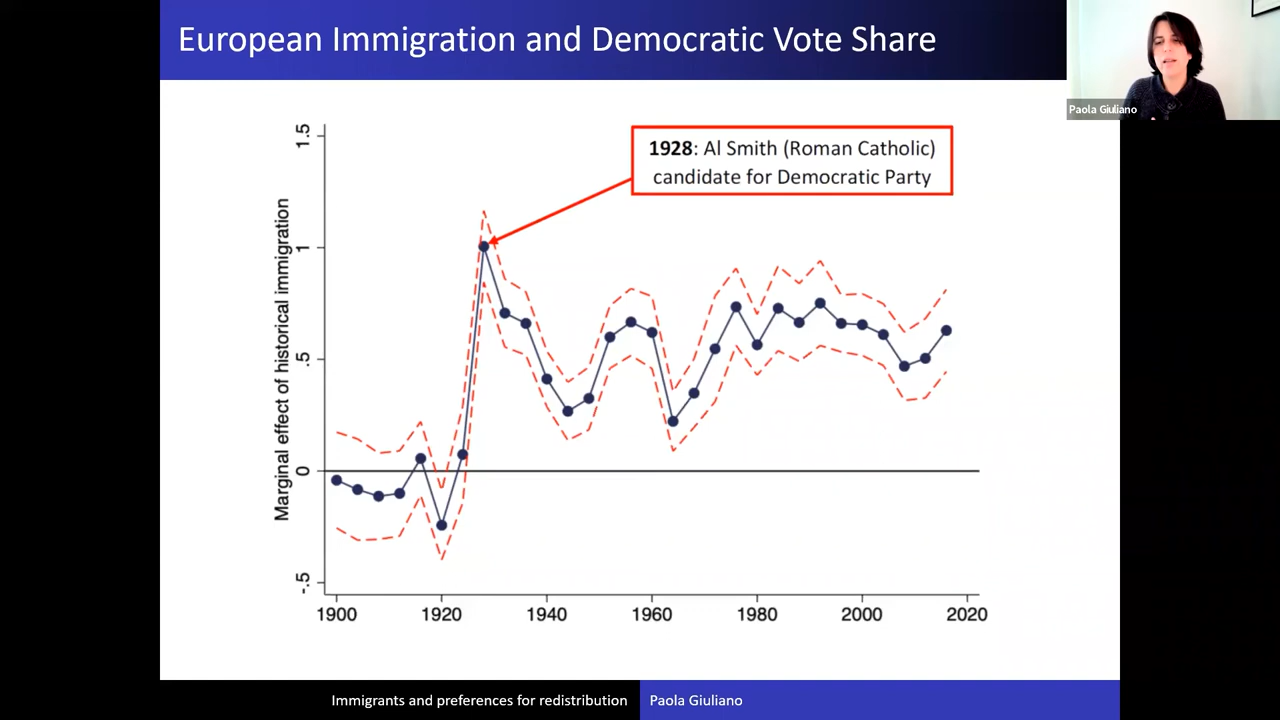 European Immigration and Democratic Vote Share
Paola Giuliano
1928: Al Smith (Roman Catholic)
candidate for Democratic Party
Marginal effect of historical immigration
1.5
1
.5
0
-.5
1900 1920 1940 1960 1980 2000 2020
Immigrants and preferences for redistribution
Paola Giuliano